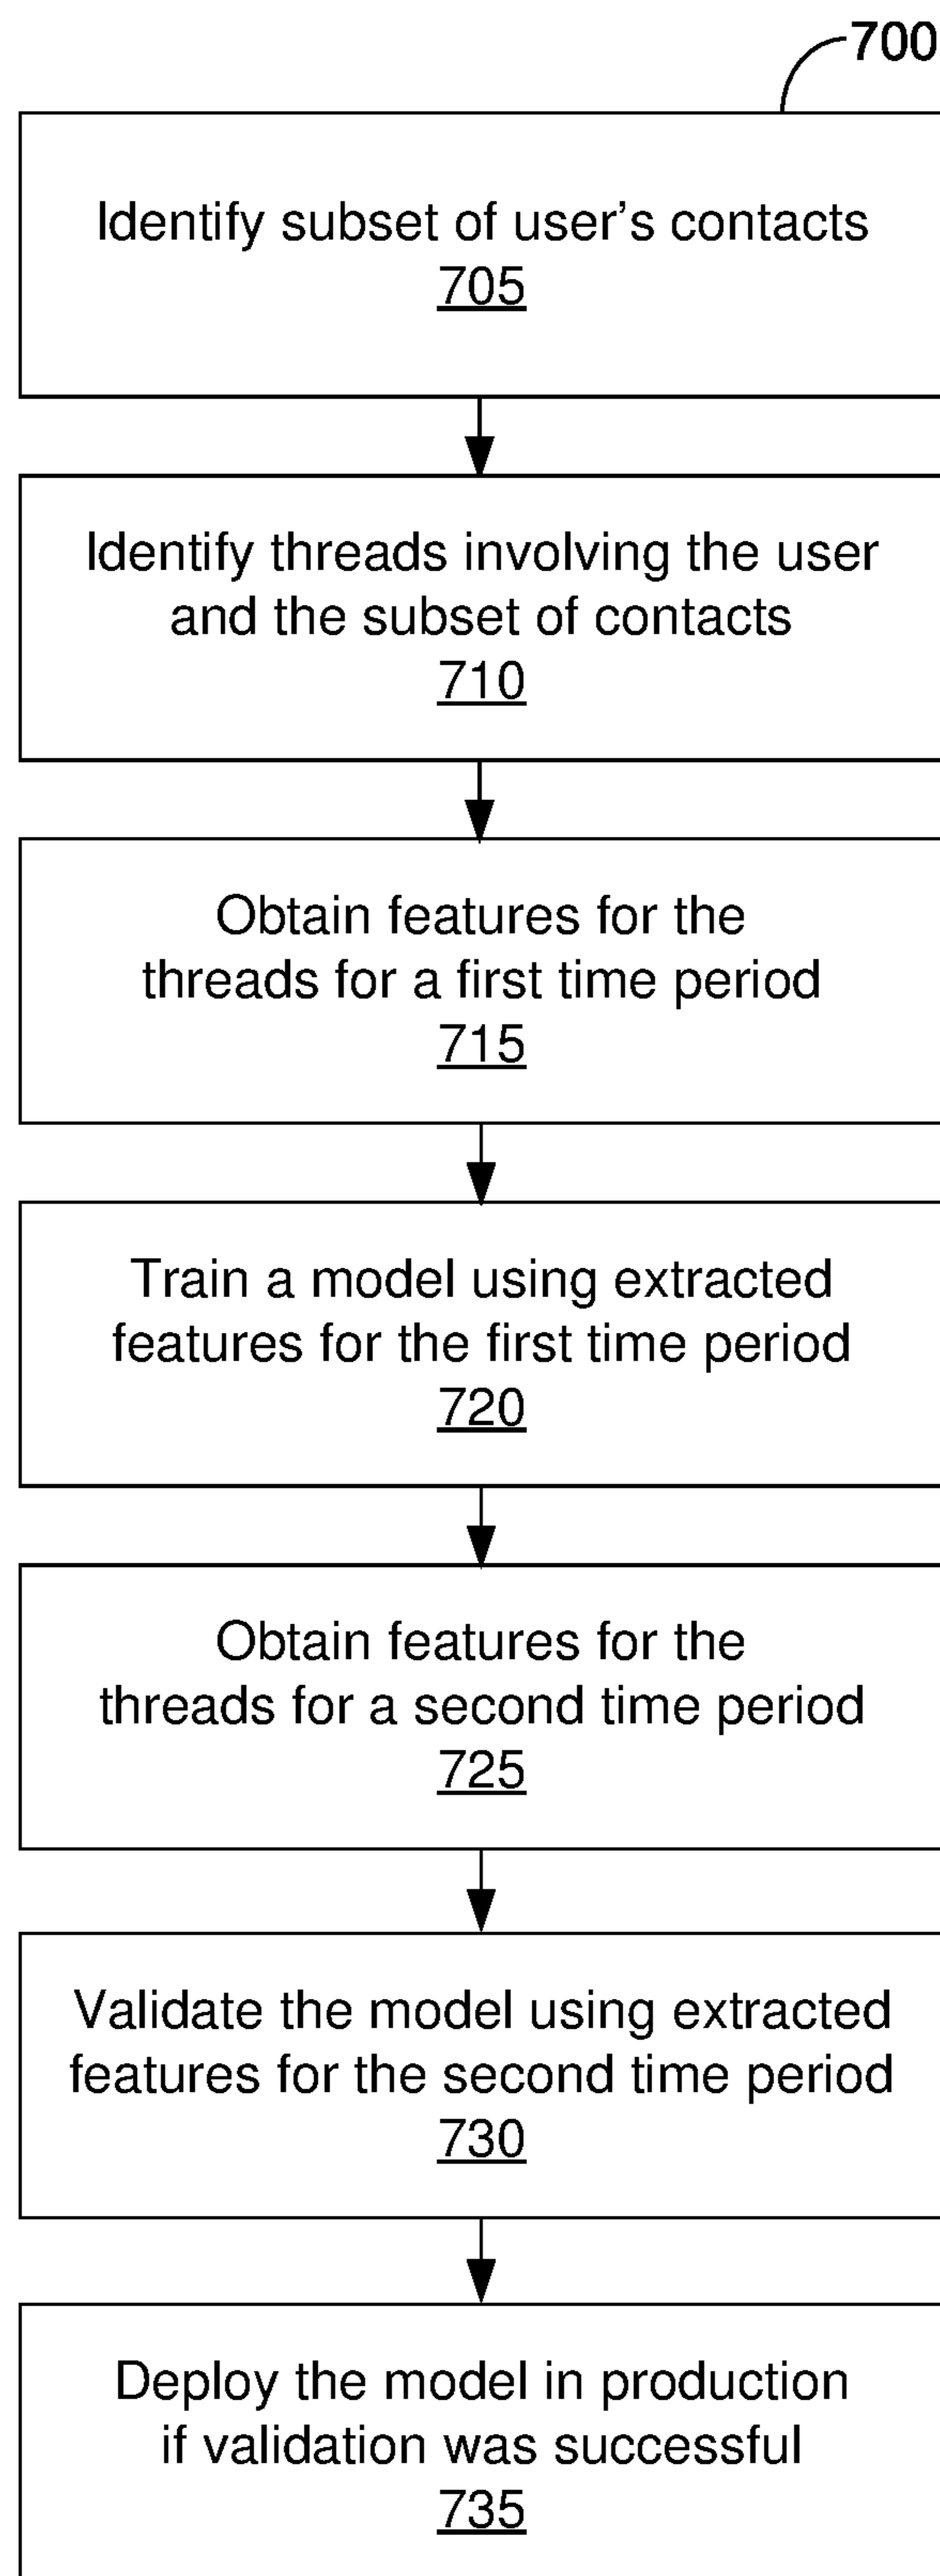 700
Identify subset of user's contacts
705
Identify threads involving the user
and the subset of contacts
710
Obtain features for the
threads for a first time period
715
Train a model using extracted
features for the first time period
720
Obtain features for the
threads for a second time period
725
Validate the model using extracted
features for the second time period
730
Deploy the model in production
if validation was successful
735